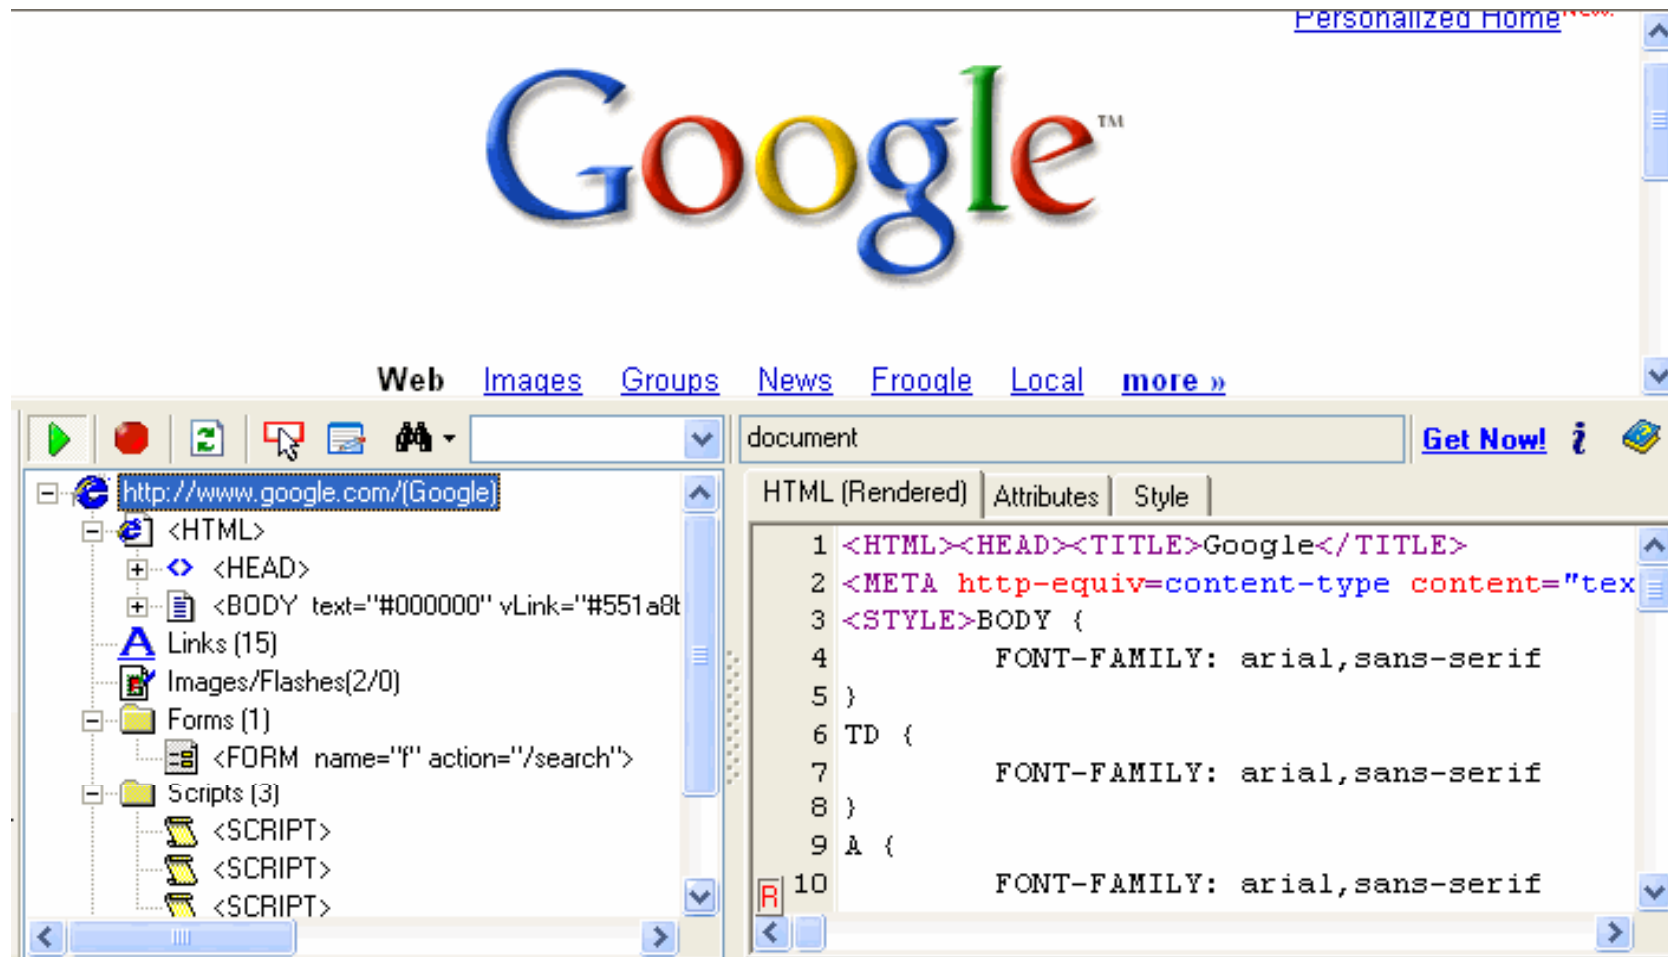 Personalized Home New!
Google™
Web Images Groups News Froogle Local more »
document
Get Now!
http://www.google.com/(Google)
<HTML>
<HEAD>
<BODY text="#000000" vLink="#551a8b
Links (15)
Images/Flashes(2/0)
Forms (1)
<FORM name="f" action="/search">
Scripts (3)
<SCRIPT>
<SCRIPT>
<SCRIPT>
HTML (Rendered) Attributes Style
1 <HTML><HEAD><TITLE>Google</TITLE>
2 <META http-equiv=content-type content="tex
3 <STYLE>BODY {
4 FONT-FAMILY: arial,sans-serif
5 }
6 TD {
7 FONT-FAMILY: arial,sans-serif
8 }
9 A {
10 FONT-FAMILY: arial,sans-serif
R